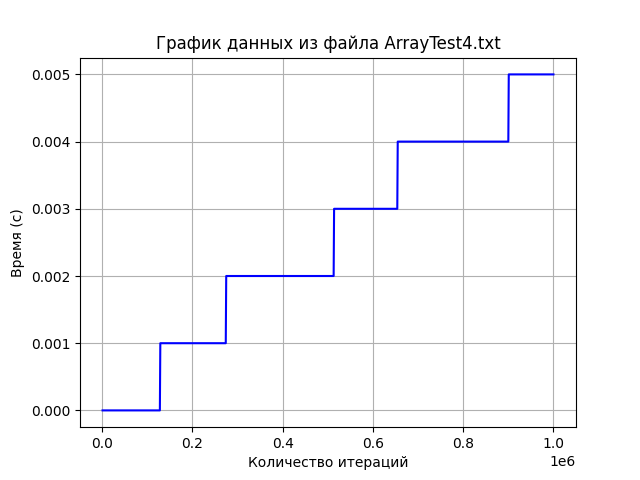 График данных из файла ArrayTest4.txt
0.005
0.004
0.003
0.002
0.001
0.000
Время (с)
0.0 0.2 0.4 0.6 0.8 1.0
1e6
Количество итераций